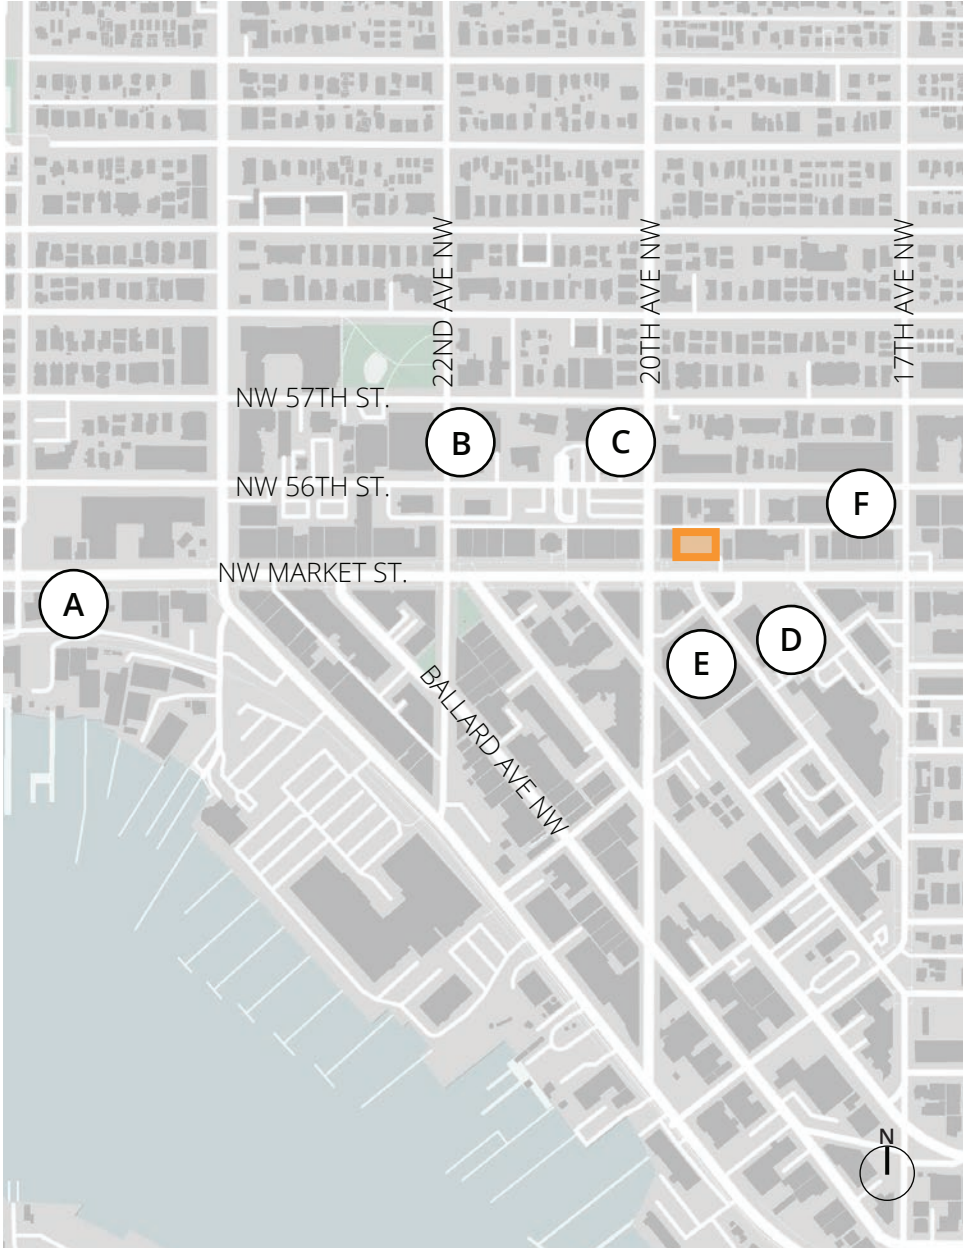 22ND AVE NW
20TH AVE NW
17TH AVE NW
NW 57TH ST.
B
C
NW 56TH ST.
F
NW MARKET ST.
A
D
E
BALLARD AVE NW
N